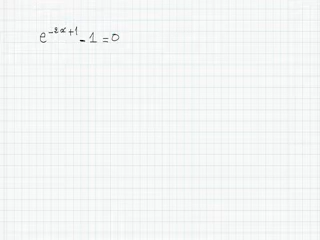 e^{-2x+1} - 1 = 0